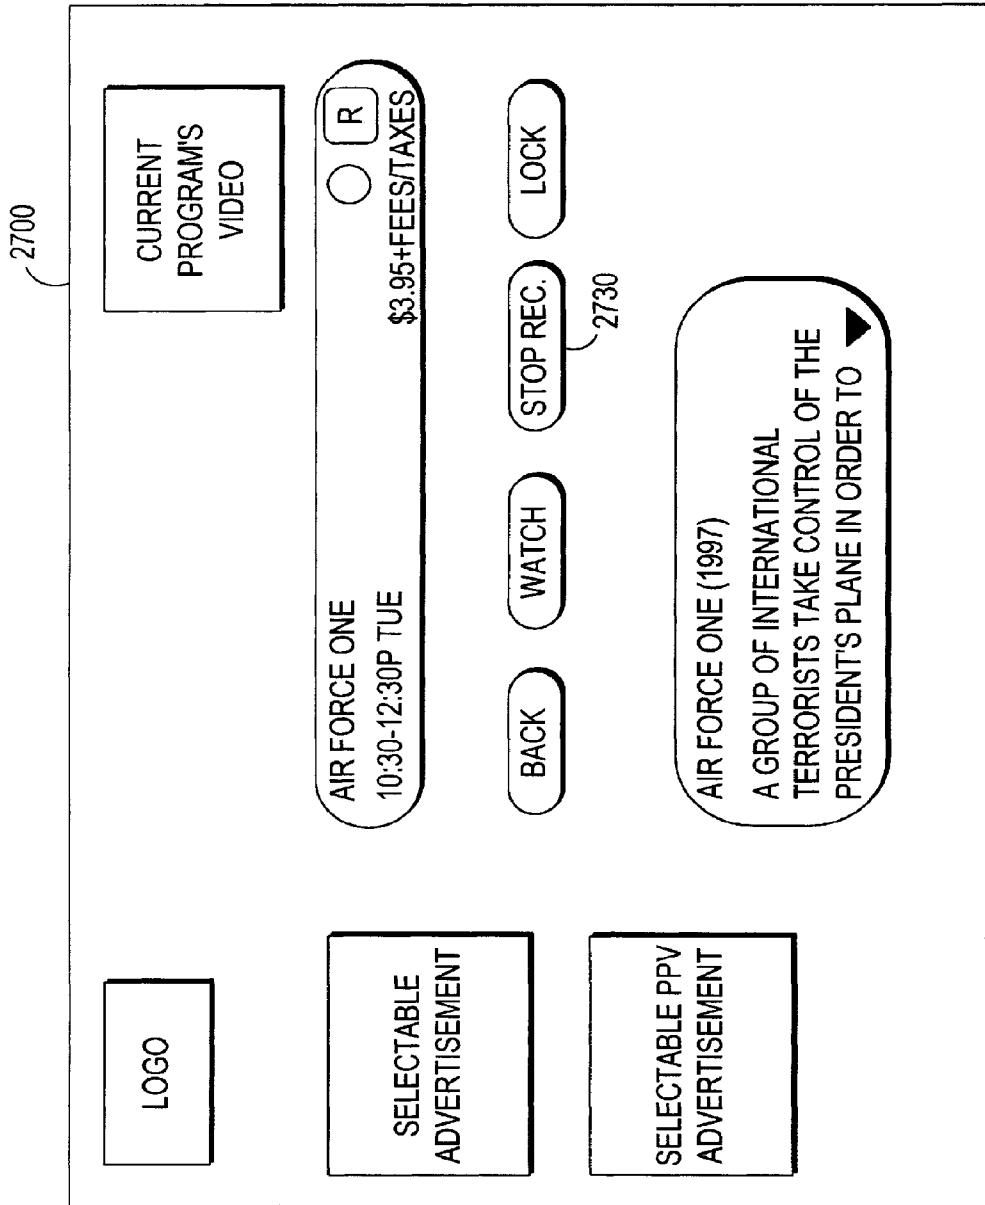 2700
LOGO
CURRENT
PROGRAM'S
VIDEO
SELECTABLE
ADVERTISEMENT
SELECTABLE PPV
ADVERTISEMENT
AIR FORCE ONE
R
10:30-12:30P TUE
$3.95+FEES/TAXES
BACK
WATCH
STOP REC.
LOCK
2730
AIR FORCE ONE (1997)
A GROUP OF INTERNATIONAL
TERRORISTS TAKE CONTROL OF THE
PRESIDENT'S PLANE IN ORDER TO